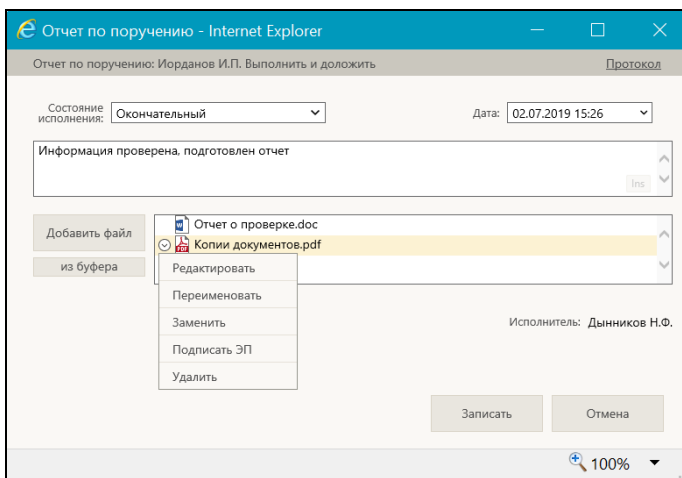 Отчет по поручению - Internet Explorer
Отчет по поручению: Иорданов И.П. Выполнить и доложить Протокол
Состояние исполнения: Окончательный Дата: 02.07.2019 15:26
Информация проверена, подготовлен отчет
Ins
Добавить файл
Отчет о проверке.doc
Копии документов.pdf
из буфера
Редактировать
Переименовать
Заменить
Подписать ЭП
Удалить
Исполнитель: Дынников Н.Ф.
Записать Отмена
100%